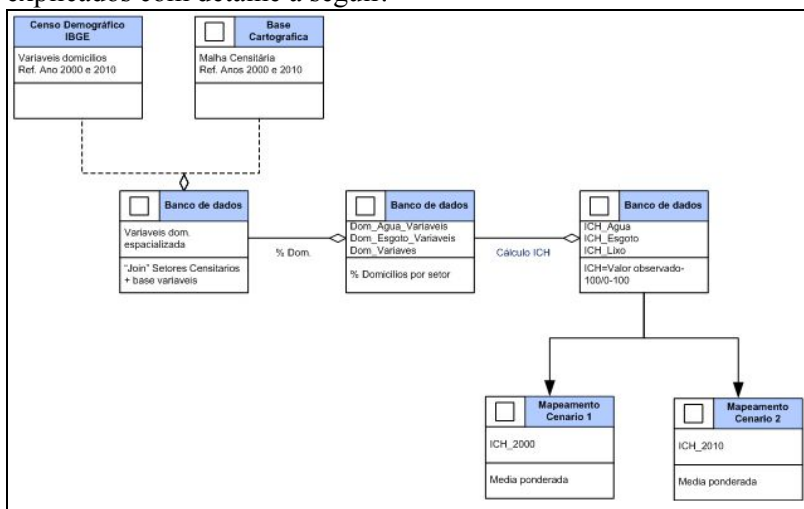 explicados com detalhe a seguir.
Censo Demográfico
IBGE
Variaveis domicilios
Ref. Ano 2000 e 2010
Base
Cartografica
Malha Censitária
Ref. Anos 2000 e 2010
Banco de dados
Variaveis dom.
espacializada
"Join" Setores Censitarios
+ base variaveis
% Dom.
Banco de dados
Dom_Agua_Variaveis
Dom_Esgoto_Variaveis
Dom_Variaves
% Domicilios por setor
Cálculo ICH
Banco de dados
ICH_Agua
ICH_Esgoto
ICH_Lixo
ICH=Valor observado-
100/0-100
Mapeamento
Cenario 1
ICH_2000
Media ponderada
Mapeamento
Cenario 2
ICH_2010
Media ponderada